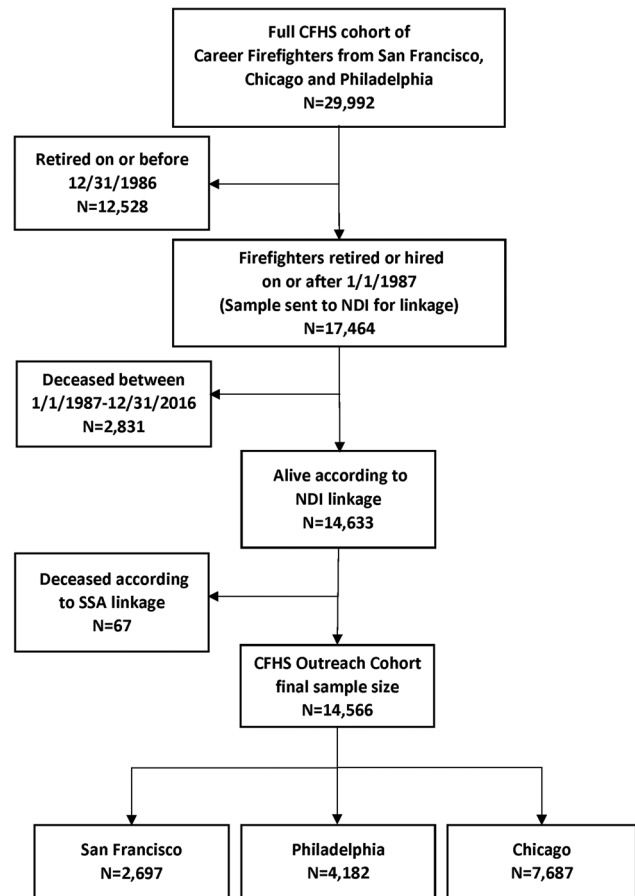 Full CFHS cohort of
Career Firefighters from San Francisco,
Chicago and Philadelphia
N=29,992
Retired on or before
12/31/1986
N=12,528
Firefighters retired or hired
on or after 1/1/1987
(Sample sent to NDI for linkage)
N=17,464
Deceased between
1/1/1987-12/31/2016
N=2,831
Alive according to
NDI linkage
N=14,633
Deceased according
to SSA linkage
N=67
CFHS Outreach Cohort
final sample size
N=14,566
San Francisco
N=2,697
Philadelphia
N=4,182
Chicago
N=7,687